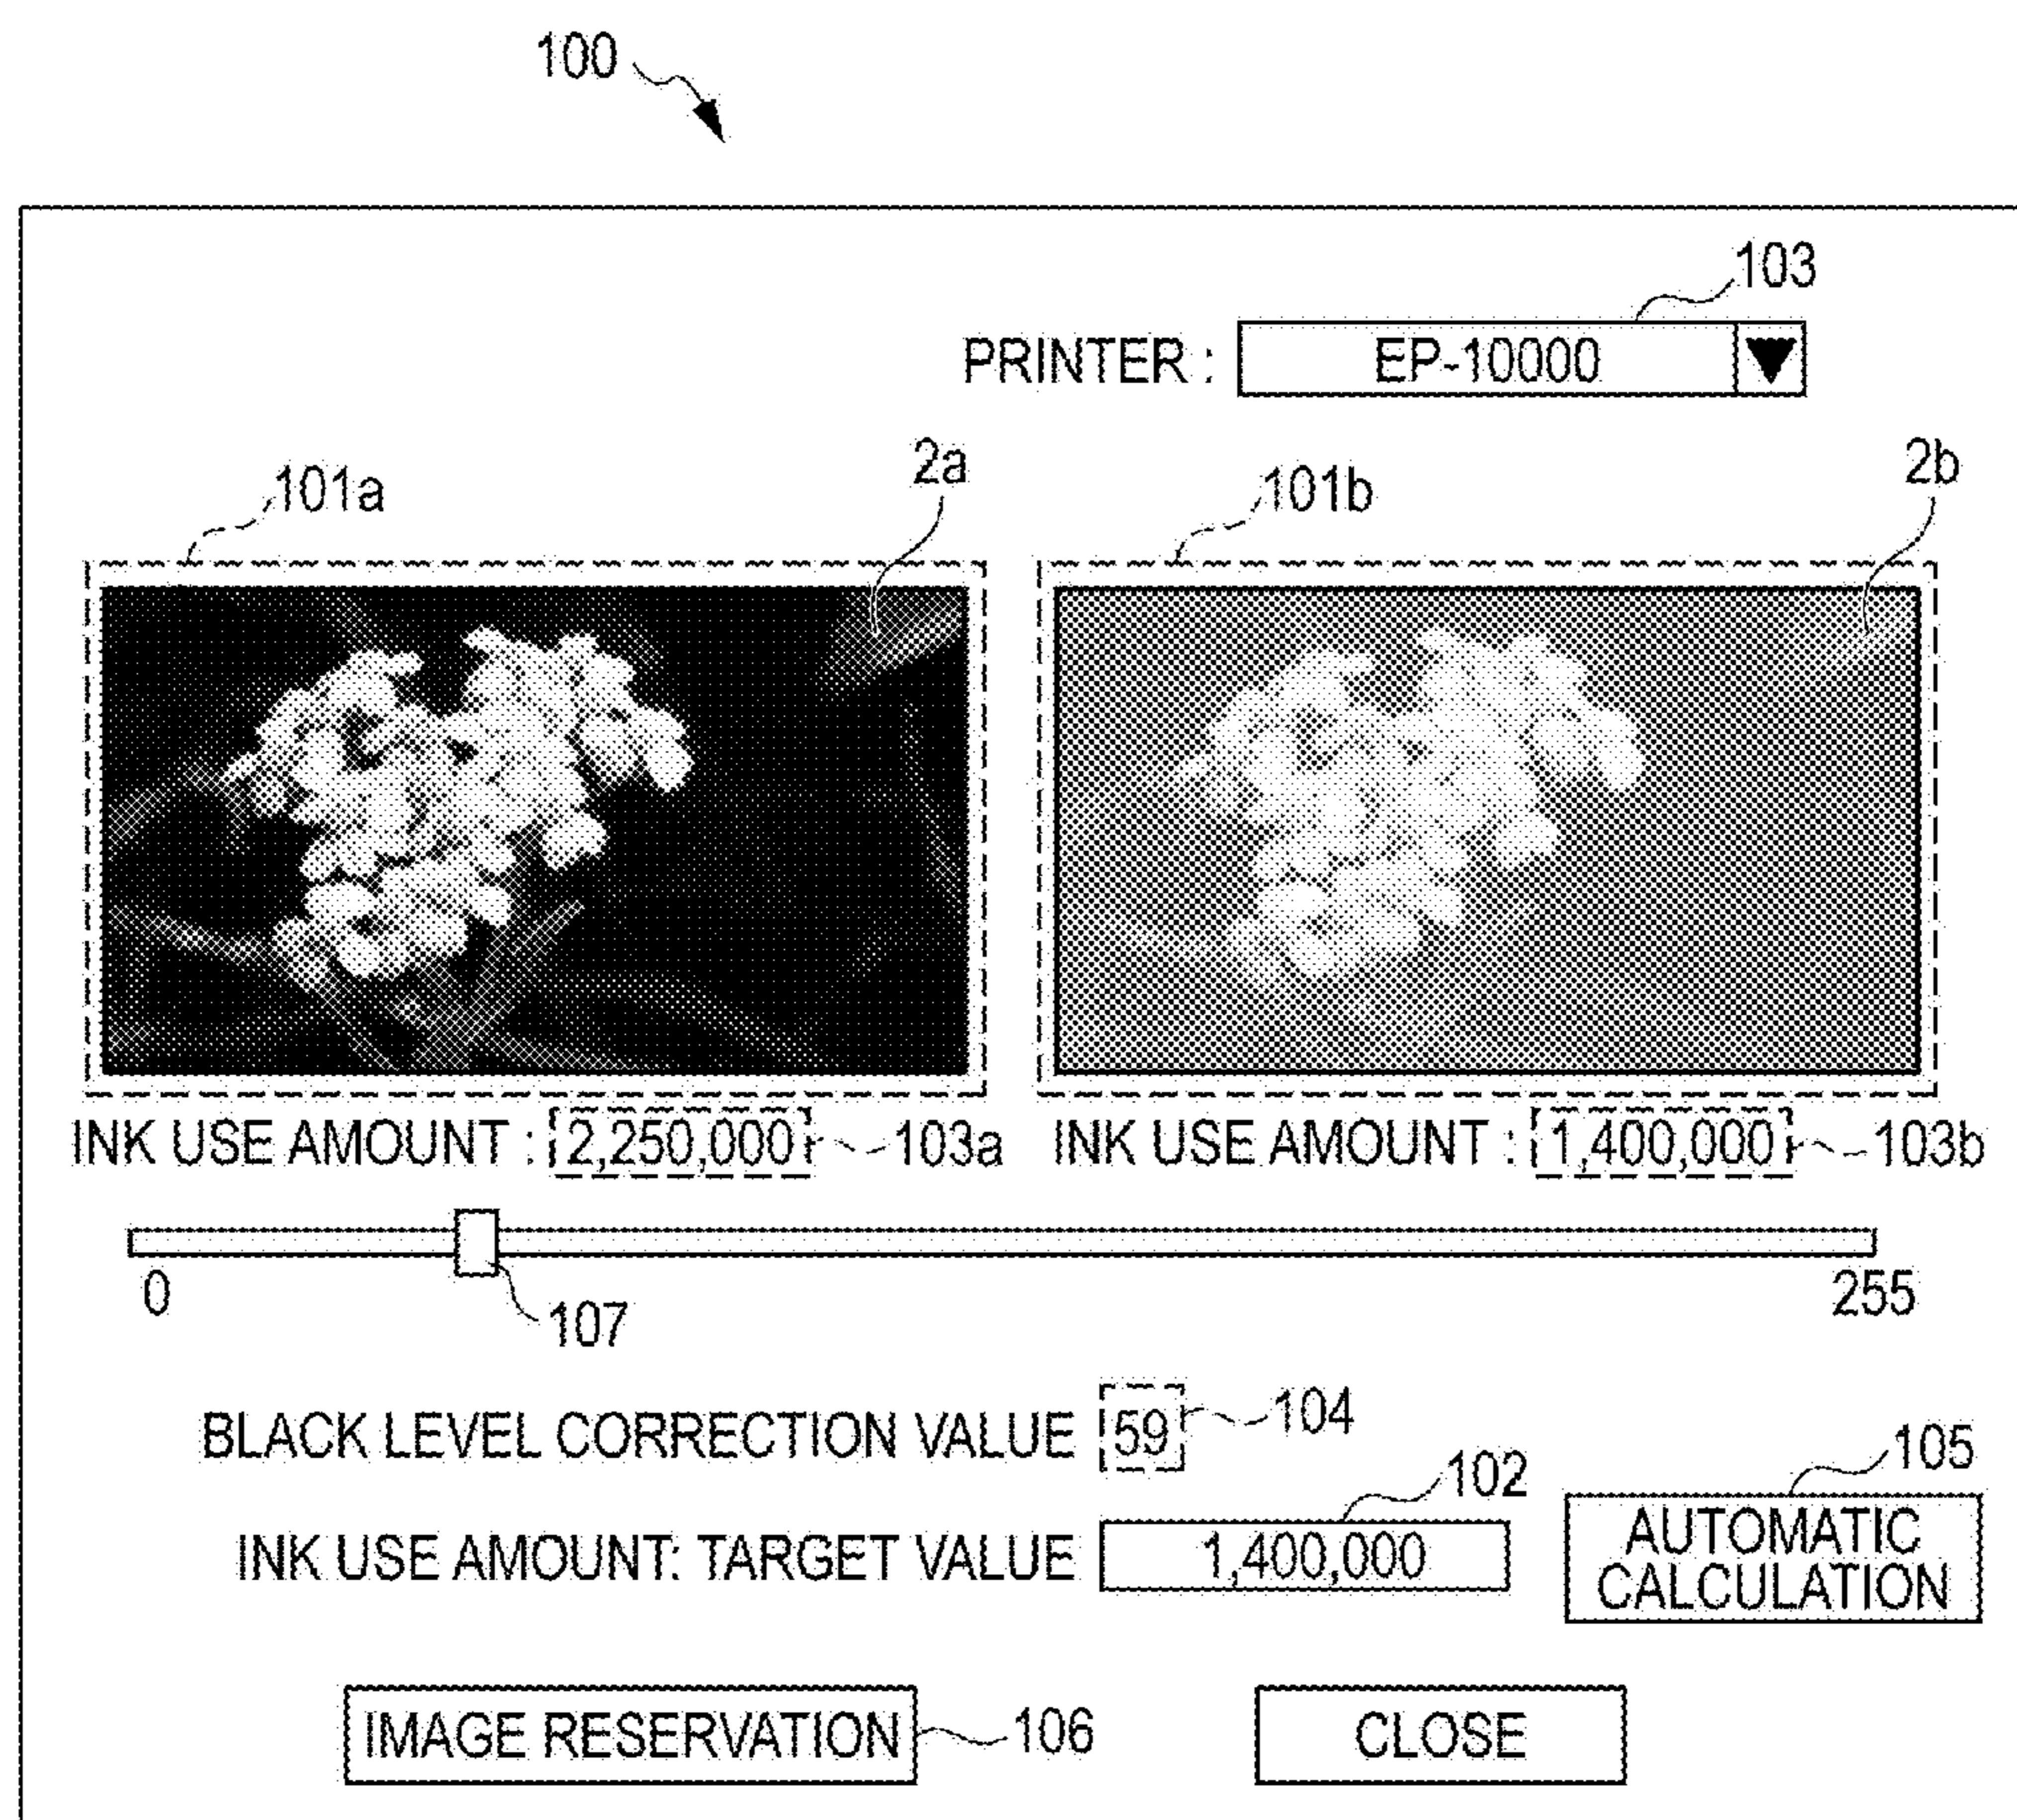 100
103
PRINTER : EP-10000
101a 2a 101b 2b
INK USE AMOUNT : 2,250,000 103a INK USE AMOUNT : 1,400,000 103b
0 107 255
BLACK LEVEL CORRECTION VALUE 59 104
102 105
INK USE AMOUNT: TARGET VALUE 1,400,000 AUTOMATIC
CALCULATION
IMAGE RESERVATION 106 CLOSE